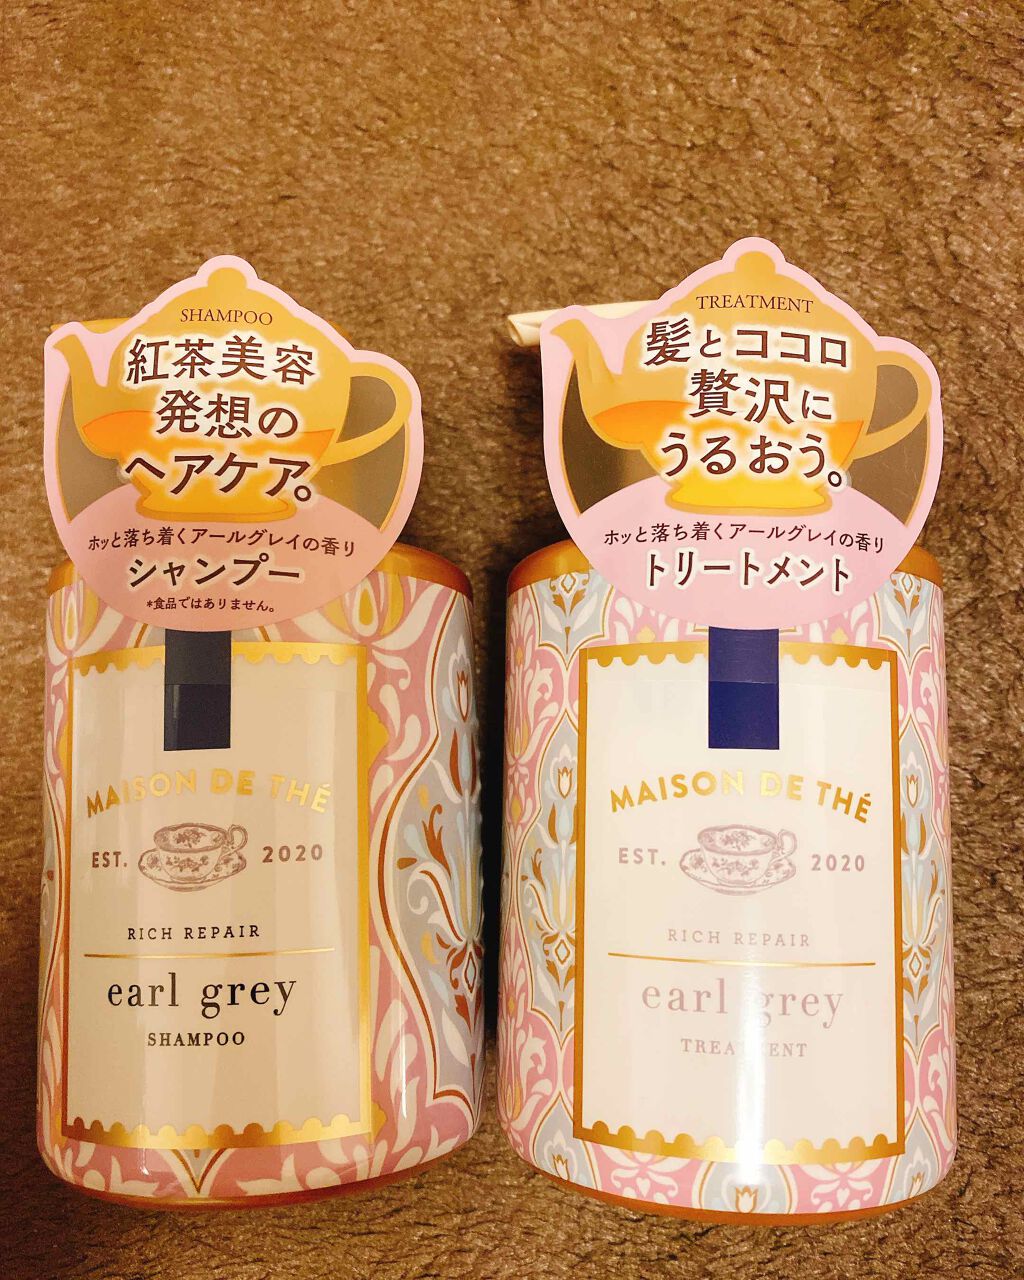 SHAMPOO
紅茶美容
発想の
ヘアケア。
ホッと落ち着くアールグレイの香り
シャンプー
*食品ではありません。
MAISON DE THÉ
EST. 2020
RICH REPAIR
earl grey
SHAMPOO
TREATMENT
髪とココロ
贅沢に
うるおう。
ホッと落ち着くアールグレイの香り
トリートメント
MAISON DE THÉ
EST. 2020
RICH REPAIR
earl grey
TREATMENT